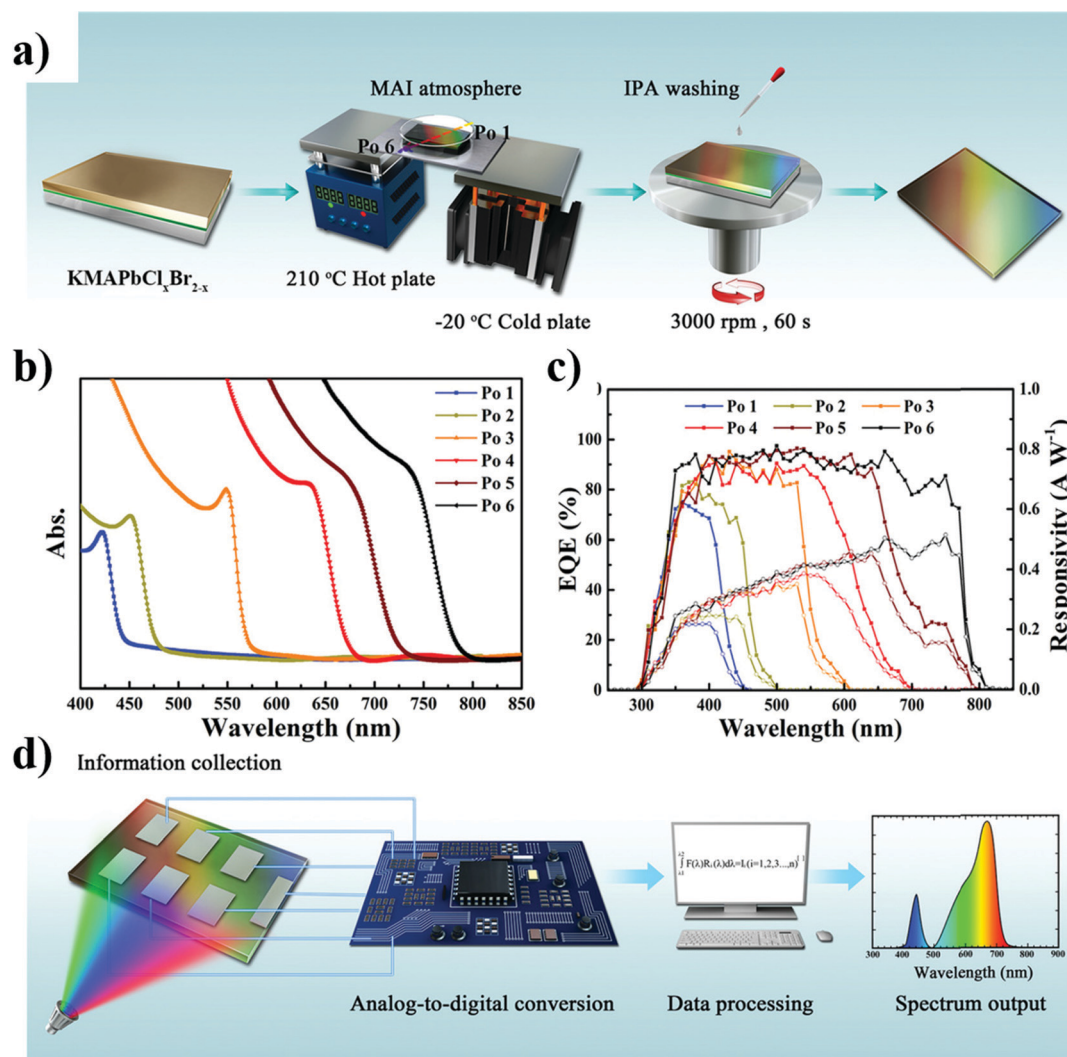 a)
MAI atmosphere
IPA washing
Po 1
Po 6
KMAPbClₓBr₂₋ₓ
210 °C Hot plate
-20 °C Cold plate
3000 rpm , 60 s
b)
Abs.
Po 1
Po 2
Po 3
Po 4
Po 5
Po 6
400 450 500 550 600 650 700 750 800 850
Wavelength (nm)
c)
EQE (%)
100
80
60
40
20
0
Po 1 Po 2 Po 3
Po 4 Po 5 Po 6
1.0
0.8
0.6
0.4
0.2
0.0
Responsivity (A W⁻¹)
300 400 500 600 700 800
Wavelength (nm)
d)
Information collection
Analog-to-digital conversion
Data processing
Spectrum output
300 400 500 600 700 800 900
Wavelength (nm)